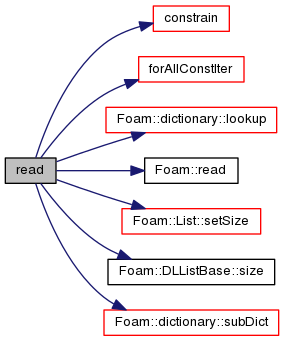 constrain
forAllConstIter
Foam::dictionary::lookup
read
Foam::read
Foam::List::setSize
Foam::DLListBase::size
Foam::dictionary::subDict